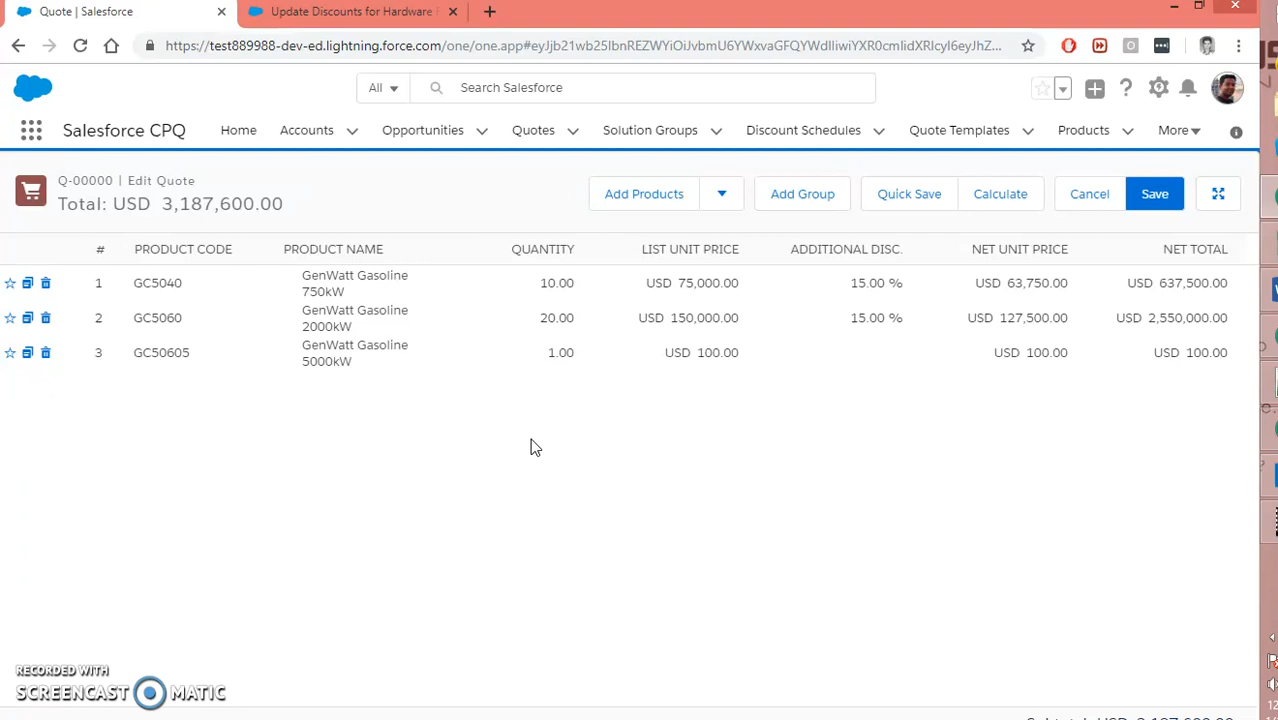 Quote | Salesforce
Update Discounts for Hardware
https://test889988-dev-ed.lightning.force.com/one/one.app#eyJjb21wb25lbnREZWYiOiJvbmU6YWxvaGFQYWdlIiwiYXR0cmlidXRlcyI6eyJhZ...
All
Search Salesforce
Salesforce CPQ
Home
Accounts
Opportunities
Quotes
Solution Groups
Discount Schedules
Quote Templates
Products
More
Q-00000 | Edit Quote
Total: USD 3,187,600.00
Add Products
Add Group
Quick Save
Calculate
Cancel
Save
# PRODUCT CODE PRODUCT NAME QUANTITY LIST UNIT PRICE ADDITIONAL DISC. NET UNIT PRICE NET TOTAL
1 GC5040 GenWatt Gasoline 10.00 USD 75,000.00 15.00 % USD 63,750.00 USD 637,500.00
750kW
2 GC5060 GenWatt Gasoline 20.00 USD 150,000.00 15.00 % USD 127,500.00 USD 2,550,000.00
2000kW
3 GC50605 GenWatt Gasoline 1.00 USD 100.00 USD 100.00 USD 100.00
5000kW
RECORDED WITH
SCREENCAST MATIC
Subtotal: USD 3,187,600.00